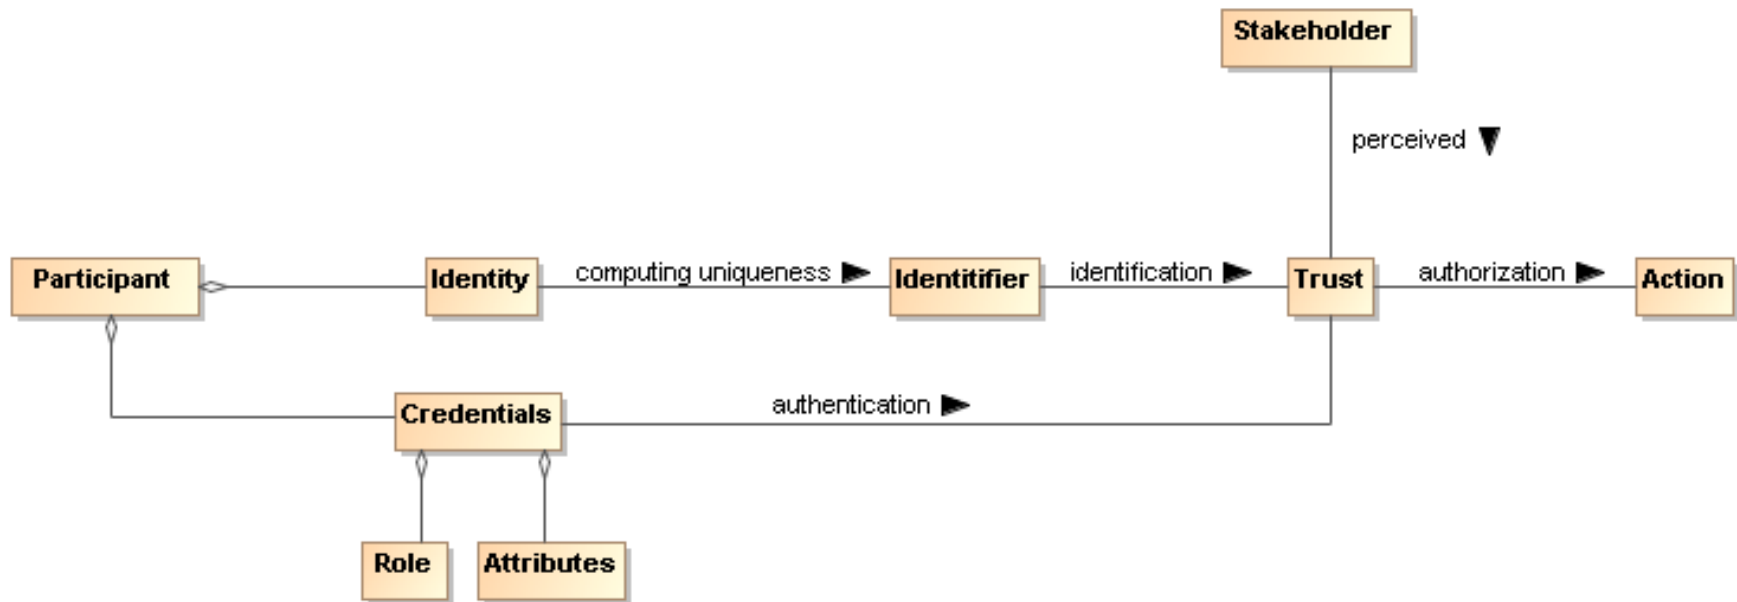 Stakeholder
perceived
Participant
Identity
computing uniqueness
Identitifier
identification
Trust
authorization
Action
Credentials
authentication
Role
Attributes